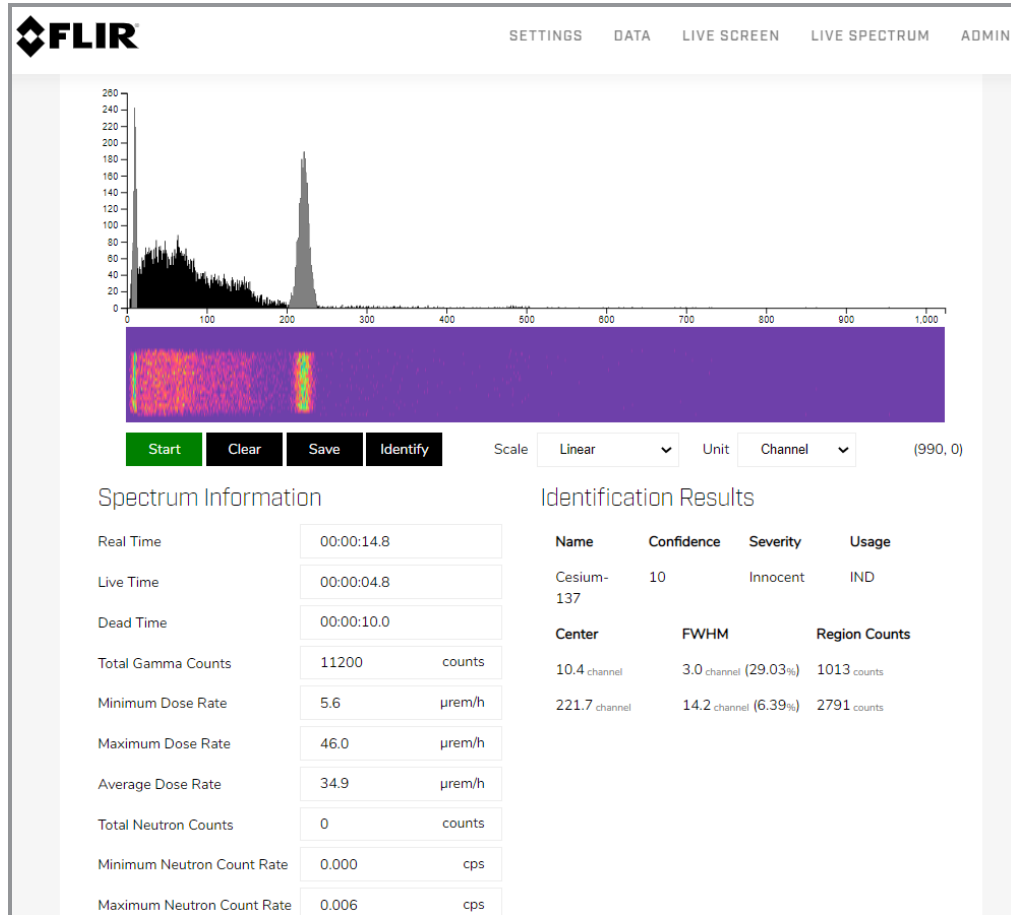 FLIR
SETTINGS DATA LIVE SCREEN LIVE SPECTRUM ADMIN
260
240
220
200
180
160
140
120
100
80
60
40
20
0
0 100 200 300 400 500 600 700 800 900 1,000
Start Clear Save Identify Scale Linear Unit Channel (990, 0)
Spectrum Information
Real Time 00:00:14.8
Live Time 00:00:04.8
Dead Time 00:00:10.0
Total Gamma Counts 11200 counts
Minimum Dose Rate 5.6 µrem/h
Maximum Dose Rate 46.0 µrem/h
Average Dose Rate 34.9 µrem/h
Total Neutron Counts 0 counts
Minimum Neutron Count Rate 0.000 cps
Maximum Neutron Count Rate 0.006 cps
Identification Results
Name Confidence Severity Usage
Cesium- 10 Innocent IND
137
Center FWHM Region Counts
10.4 channel 3.0 channel (29.03%) 1013 counts
221.7 channel 14.2 channel (6.39%) 2791 counts